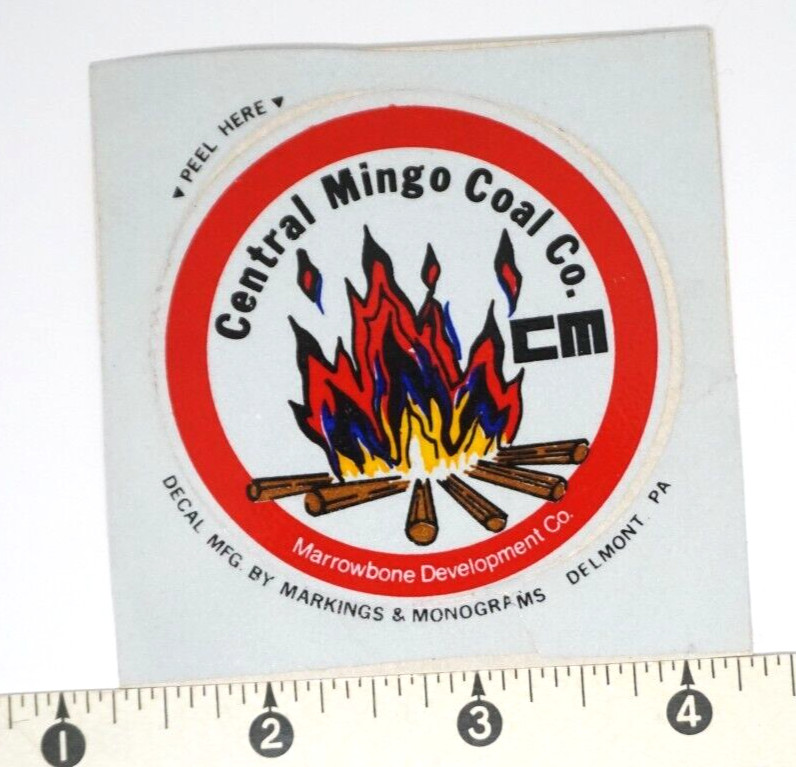 PEEL HERE
Central Mingo Coal Co.
CM
Marrowbone Development Co.
DECAL MFG. BY MARKINGS & MONOGRAMS DELMONT PA
1 2 3 4